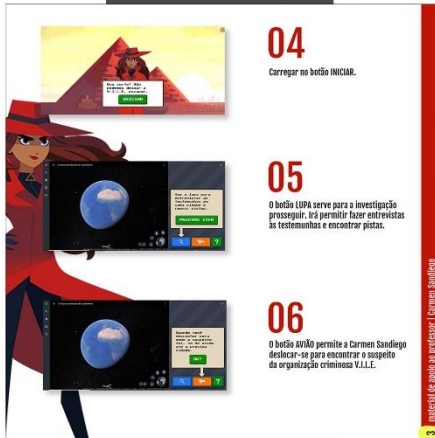 04
Carregar no botão INICIAR.
INICIAR
05
O botão LUPA serve para a investigação
prosseguir. Irá permitir fazer entrevistas
às testemunhas e encontrar pistas.
06
O botão AVIÃO permite a Carmen Sandiego
deslocar-se para encontrar o suspeito
da organização criminosa V.I.L.E.
material de apoio ao professor | Carmen Sandiego
3